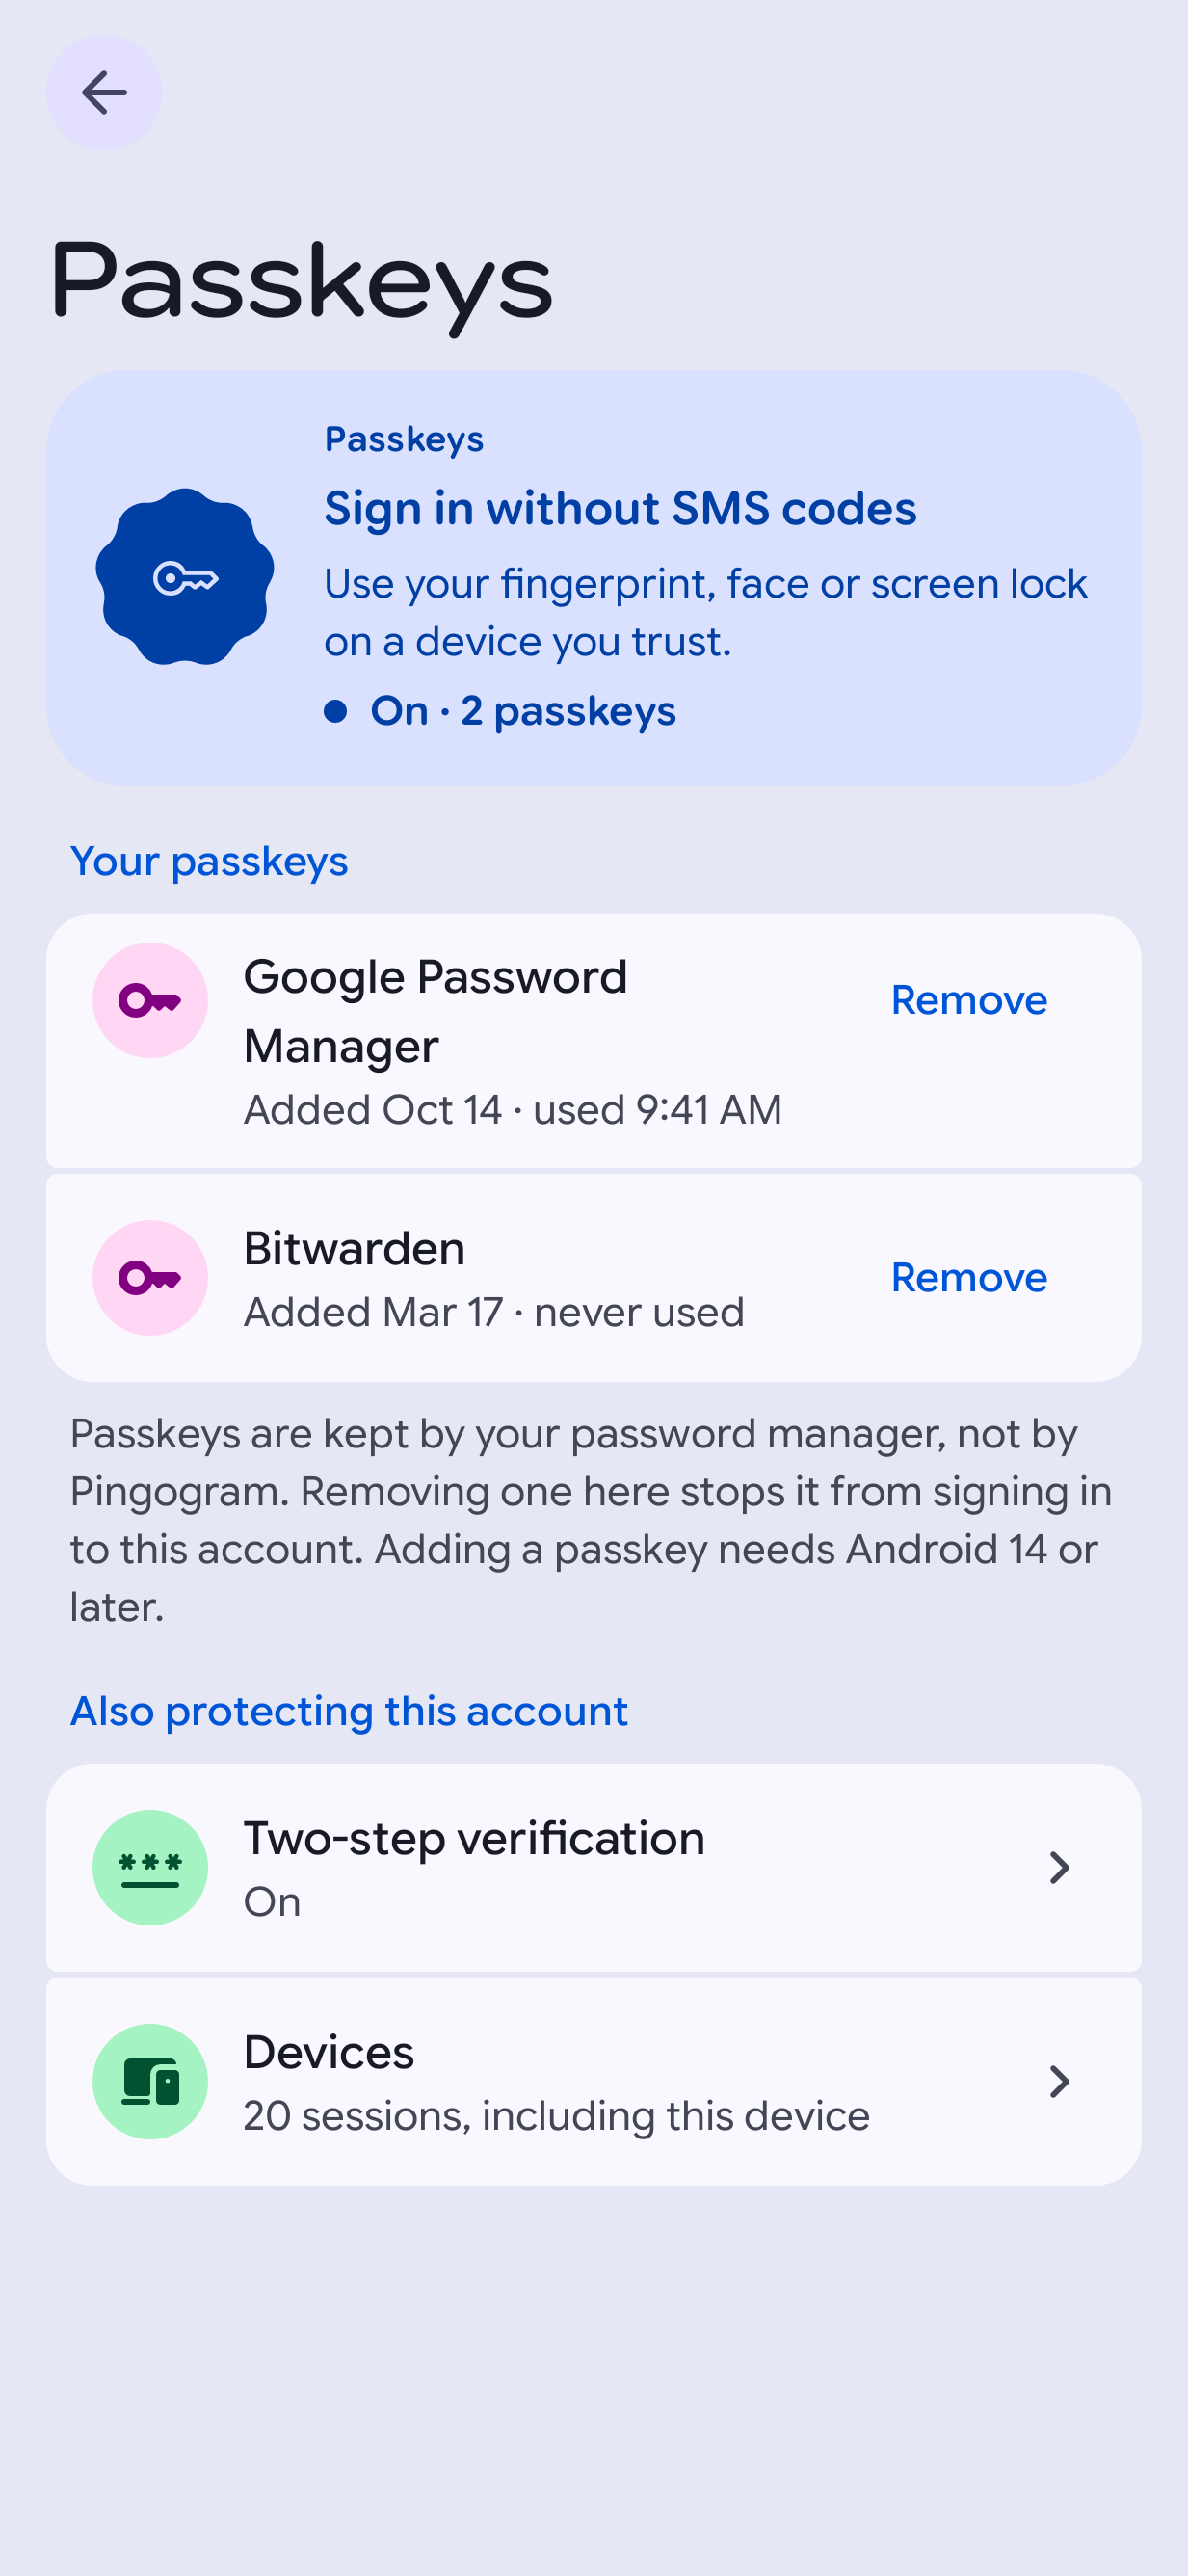 Passkeys
Passkeys
Sign in without SMS codes
Use your fingerprint, face or screen lock
on a device you trust.
On · 2 passkeys
Your passkeys
Google Password
Manager
Added Oct 14 · used 9:41 AM
Remove
Bitwarden
Added Mar 17 · never used
Remove
Passkeys are kept by your password manager, not by
Pingogram. Removing one here stops it from signing in
to this account. Adding a passkey needs Android 14 or
later.
Also protecting this account
Two-step verification
On
Devices
20 sessions, including this device